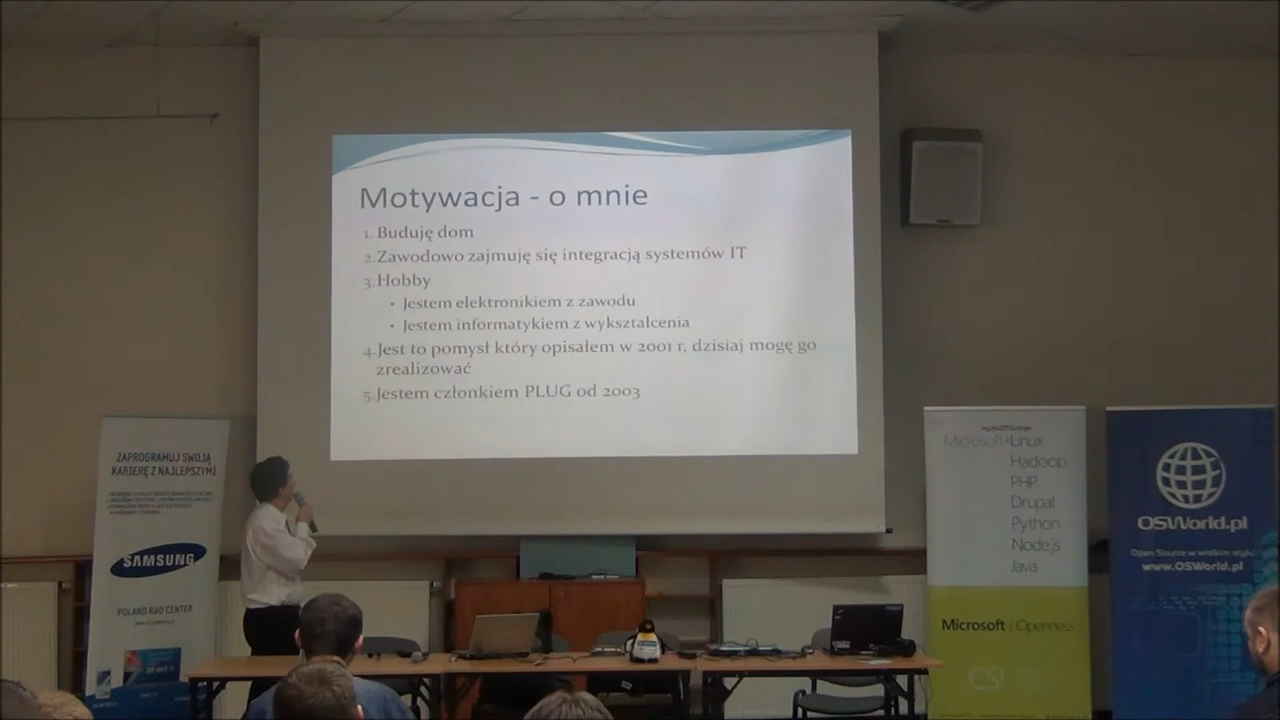 Motywacja - o mnie
1. Buduję dom
2. Zawodowo zajmuję się integracją systemów IT
3. Hobby
• Jestem elektronikiem z zawodu
• Jestem informatykiem z wykształcenia
4. Jest to pomysł który opisałem w 2001 r, dzisiaj mogę go
zrealizować
5. Jestem członkiem PLUG od 2003
ZAPROGRAMUJ SWOJĄ
KARIERĘ Z NAJLEPSZYMI
SAMSUNG
POLAND R&D CENTER
Microsoft+Linux
Hadoop
PHP
Drupal
Python
Node.js
Java
Microsoft | Openness
CSI
OSWorld.pl
Open Source w wielkim stylu
www.OSWorld.pl